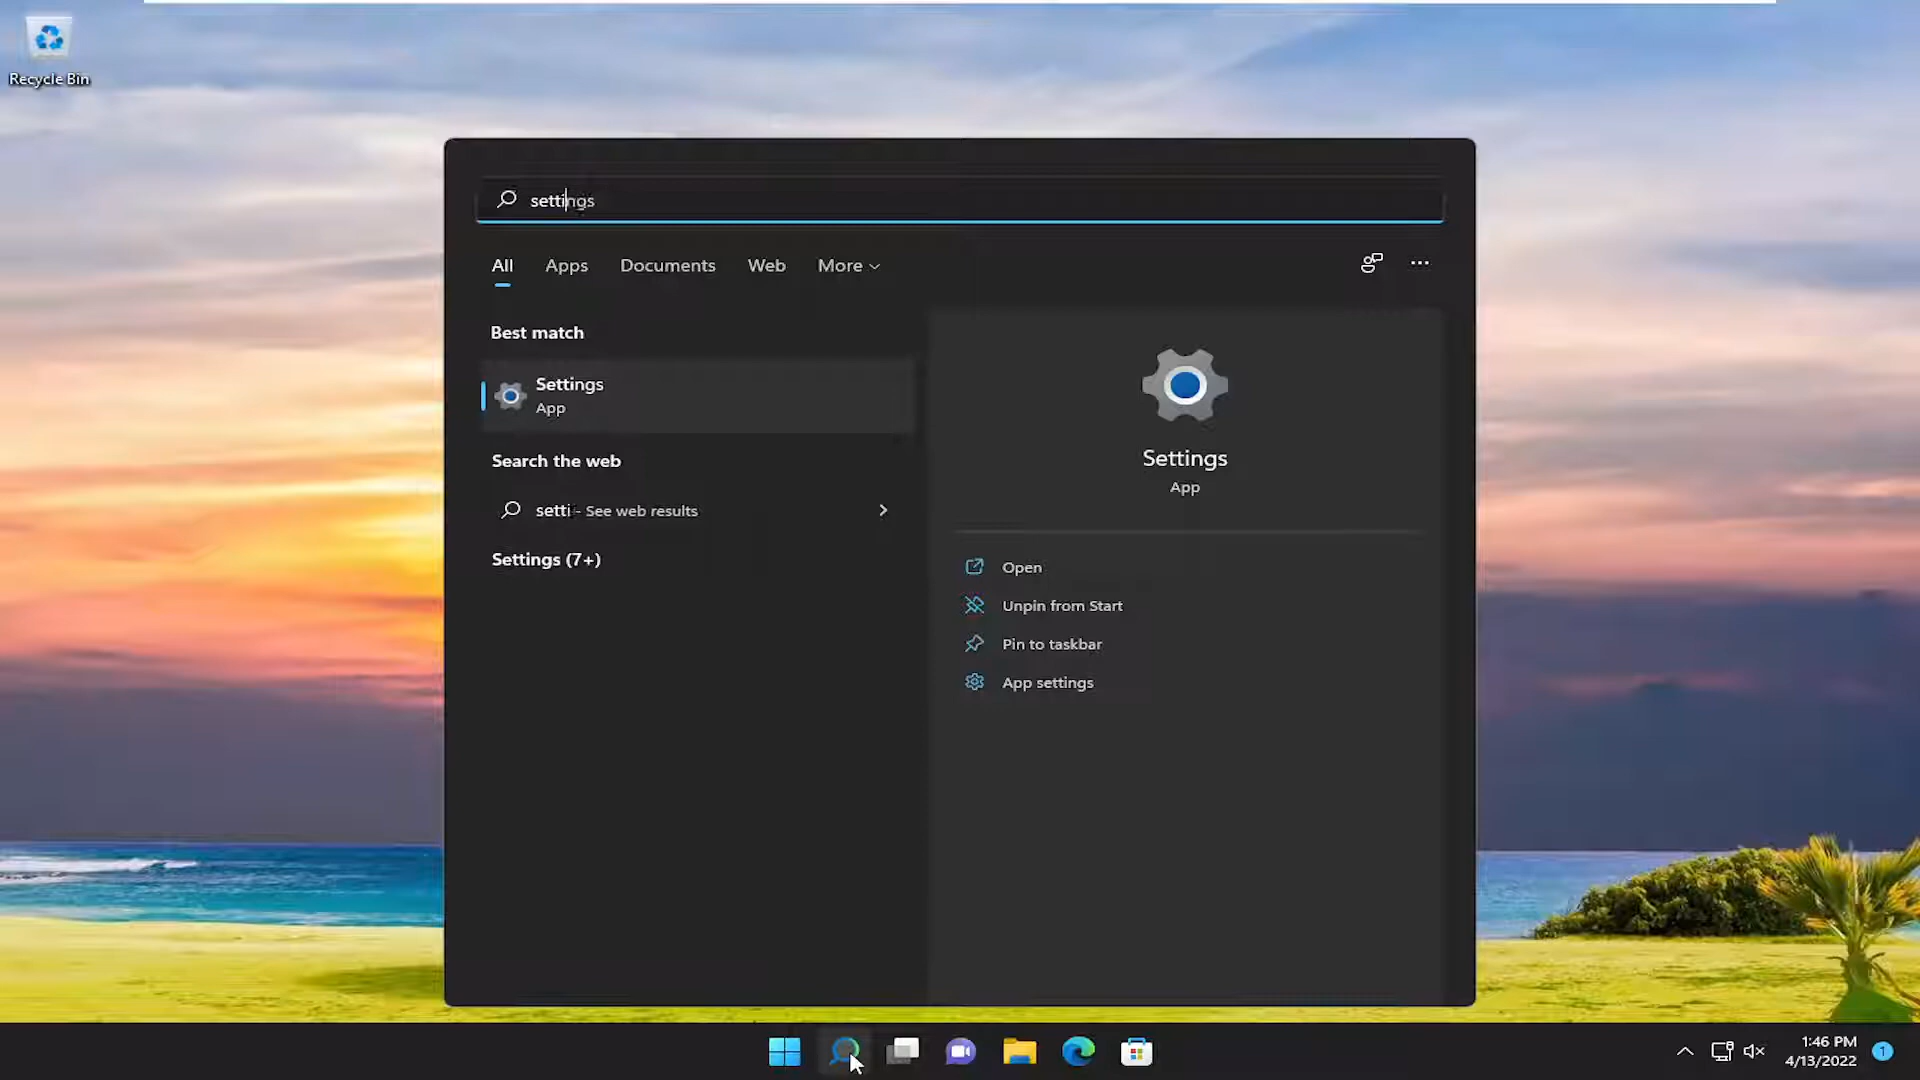 Recycle Bin
settings
All Apps Documents Web More
Best match
Settings
App
Search the web
setti - See web results
Settings (7+)
Settings
App
Open
Unpin from Start
Pin to taskbar
App settings
1:46 PM
4/13/2022
1